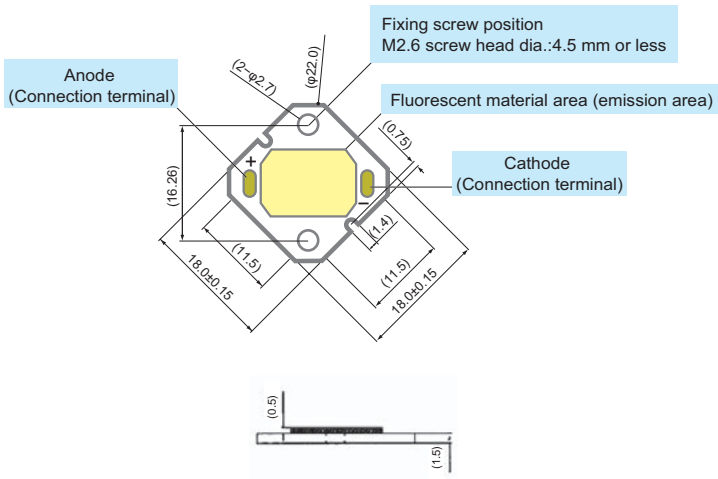 Fixing screw position
M2.6 screw head dia.:4.5 mm or less
(φ22.0)
(2−φ2.7)
Anode
(Connection terminal)
Fluorescent material area (emission area)
(0.75)
Cathode
(Connection terminal)
+
−
(16.26)
(1.4)
(11.5)
(11.5)
18.0±0.15
18.0±0.15
(0.5)
(1.5)